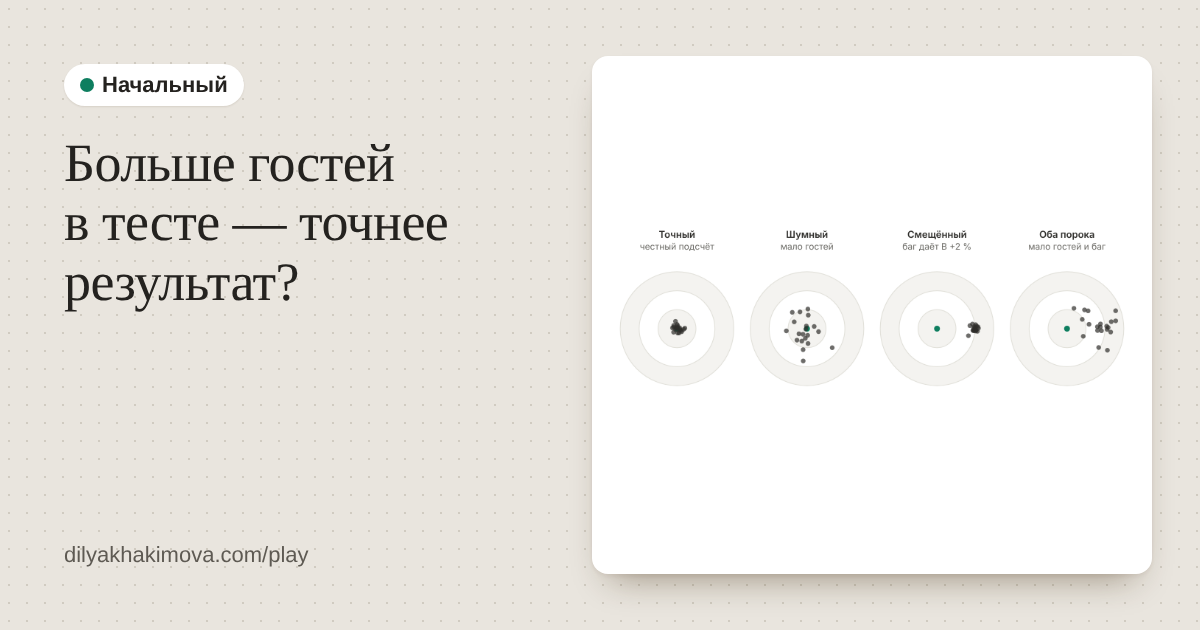 Начальный
Больше гостей
в тесте — точнее
результат?
Точный
честный подсчёт
Шумный
мало гостей
Смещённый
баг даёт B +2 %
Оба порока
мало гостей и баг
dilyakhakimova.com/play